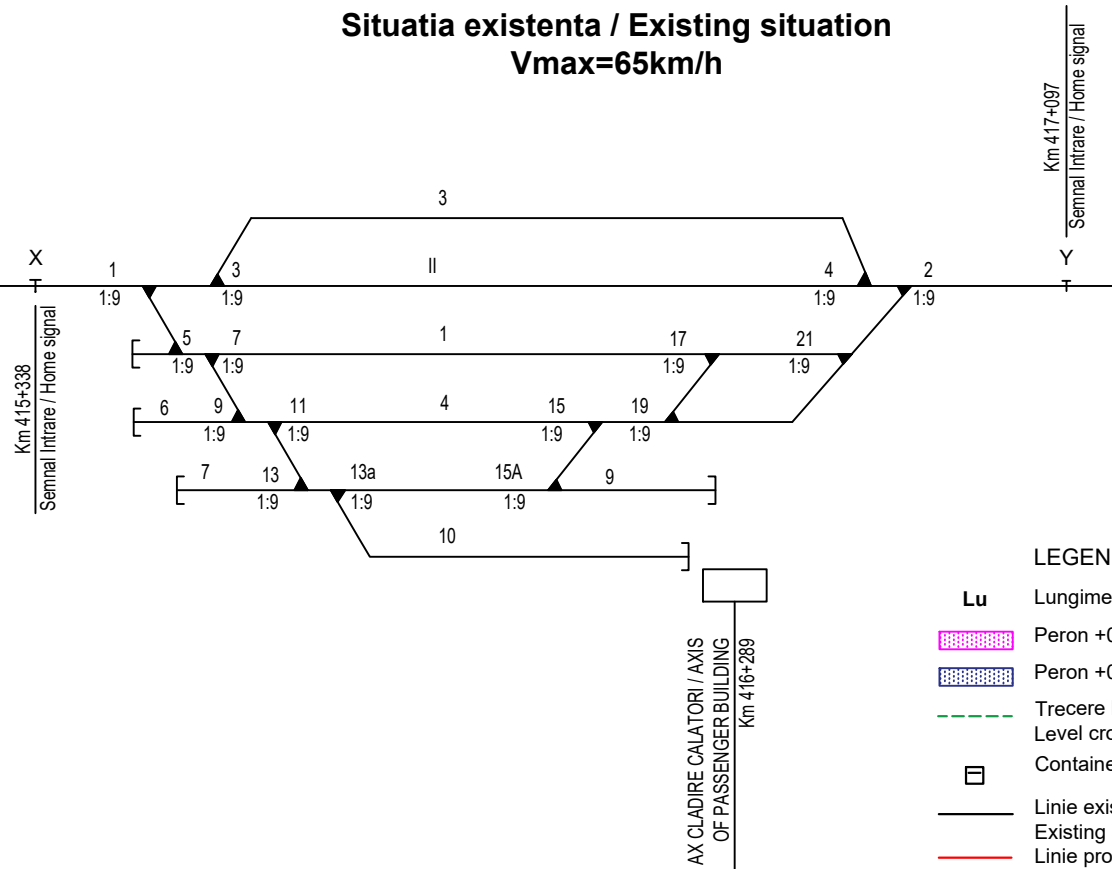 Situatia existenta / Existing situation
Vmax=65km/h
Km 417+097
Semnal Intrare / Home signal
3
X
1
3
II
4
2
Y
1:9
1:9
1:9
1:9
Km 415+338
Semnal Intrare / Home signal
5
7
1
17
21
1:9
1:9
1:9
1:9
6
9
11
4
15
19
1:9
1:9
1:9
1:9
7
13
13a
15A
9
1:9
1:9
1:9
10
AX CLADIRE CALATORI / AXIS
OF PASSENGER BUILDING
Km 416+289
LEGEN
Lu Lungime
Peron +0
Peron +0
Trecere
Level cro
Containe
Linie exis
Existing
Linie pro